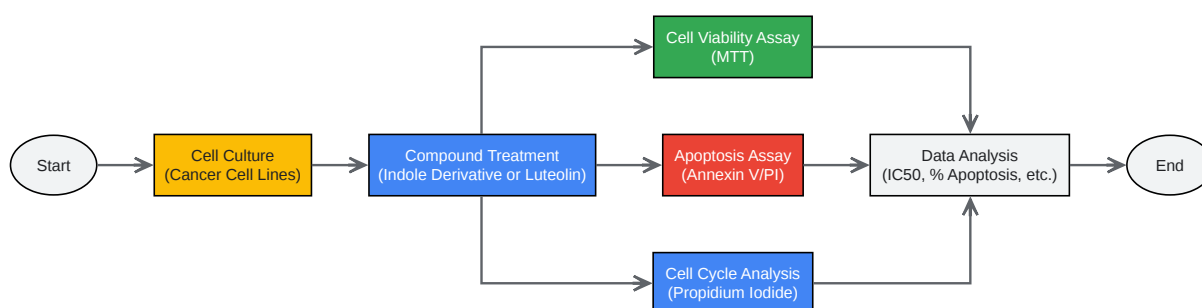 Start
Cell Culture
(Cancer Cell Lines)
Compound Treatment
(Indole Derivative or Luteolin)
Cell Viability Assay
(MTT)
Apoptosis Assay
(Annexin V/PI)
Cell Cycle Analysis
(Propidium Iodide)
Data Analysis
(IC50, % Apoptosis, etc.)
End